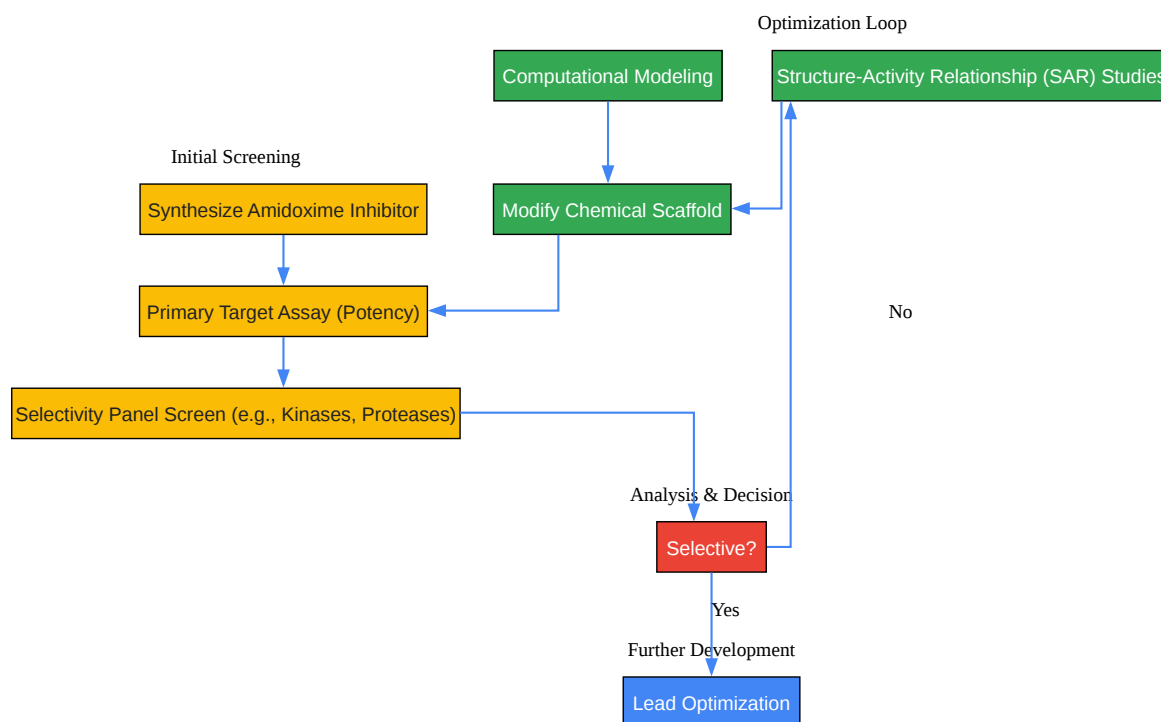 Optimization Loop
Computational Modeling
Structure-Activity Relationship (SAR) Studies
Initial Screening
Synthesize Amidoxime Inhibitor
Modify Chemical Scaffold
Primary Target Assay (Potency)
No
Selectivity Panel Screen (e.g., Kinases, Proteases)
Analysis & Decision
Selective?
Yes
Further Development
Lead Optimization